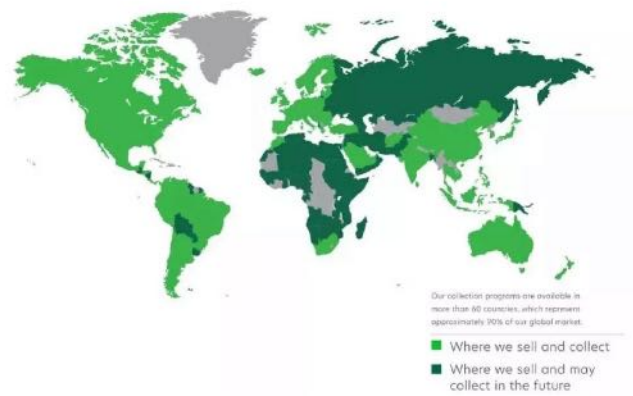 Our collection programs are available in
more than 60 countries, which represent
approximately 90% of our global market.
Where we sell and collect
Where we sell and may
collect in the future